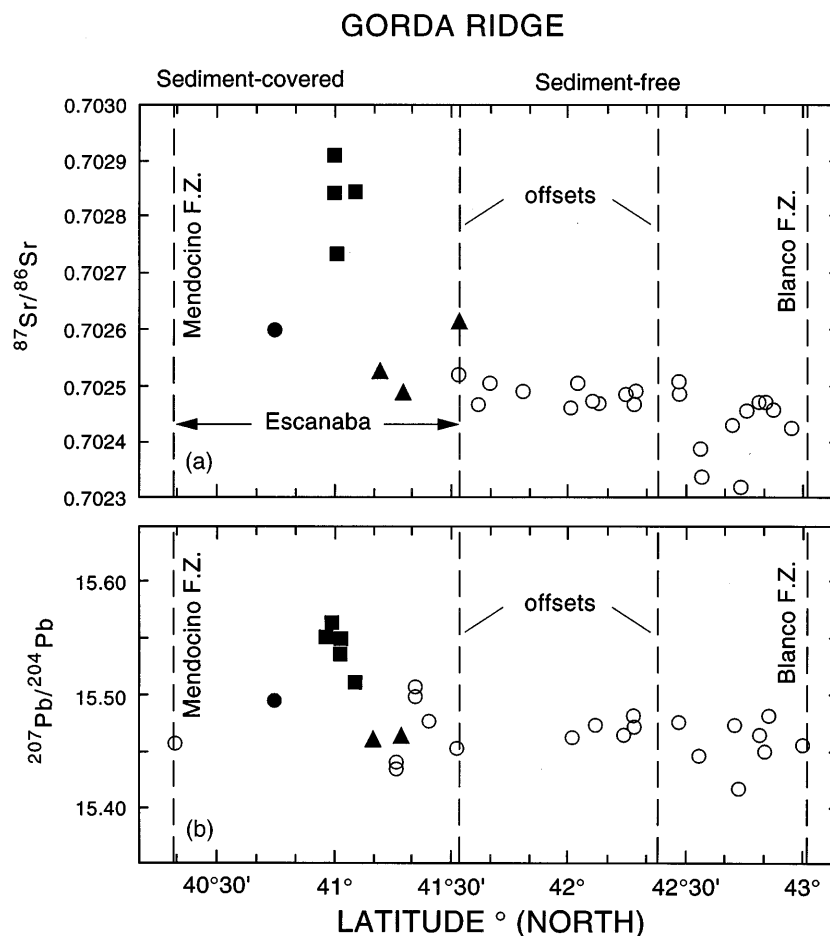 GORDA RIDGE
Sediment-covered
Sediment-free
0.7030
0.7029
0.7028
0.7027
0.7026
0.7025
0.7024
0.7023
87Sr/86Sr
Mendocino F.Z.
offsets
Blanco F.Z.
Escanaba
(a)
15.60
15.50
15.40
207Pb/204Pb
Mendocino F.Z.
offsets
Blanco F.Z.
(b)
40°30' 41° 41°30' 42° 42°30' 43°
LATITUDE ° (NORTH)